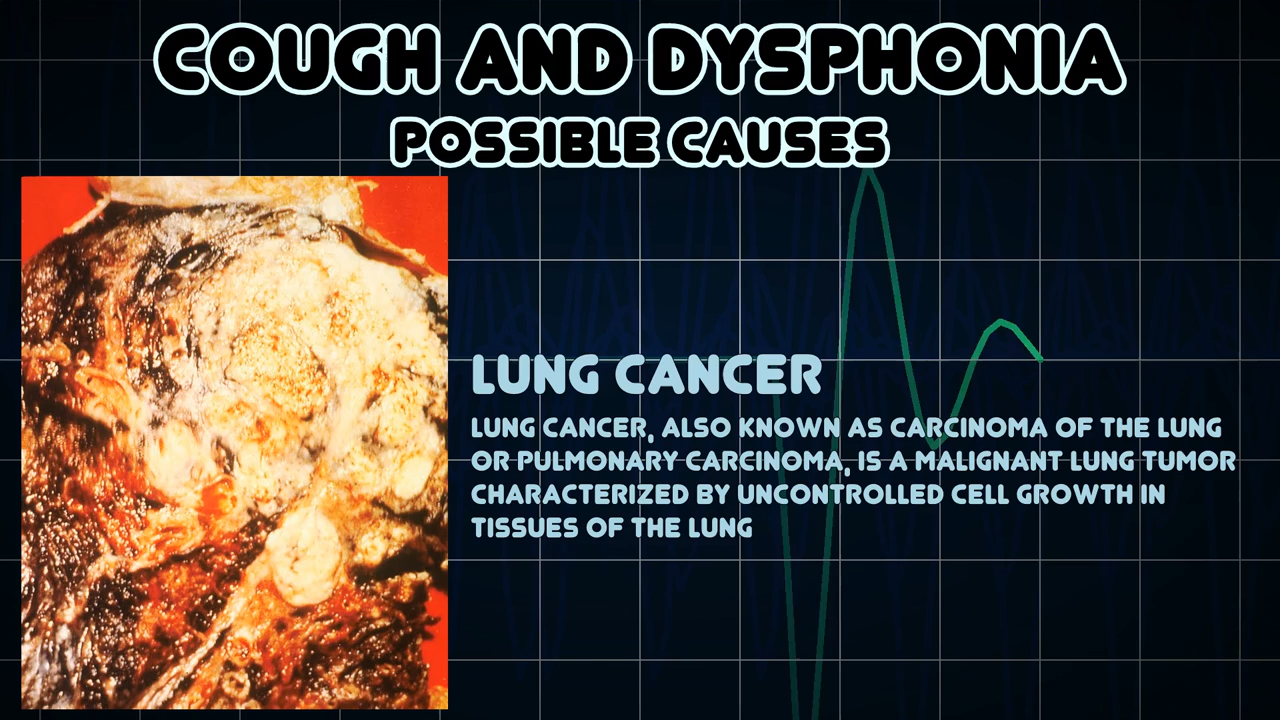 COUGH AND DYSPHONIA
POSSIBLE CAUSES
LUNG CANCER
LUNG CANCER, ALSO KNOWN AS CARCINOMA OF THE LUNG
OR PULMONARY CARCINOMA, IS A MALIGNANT LUNG TUMOR
CHARACTERIZED BY UNCONTROLLED CELL GROWTH IN
TISSUES OF THE LUNG